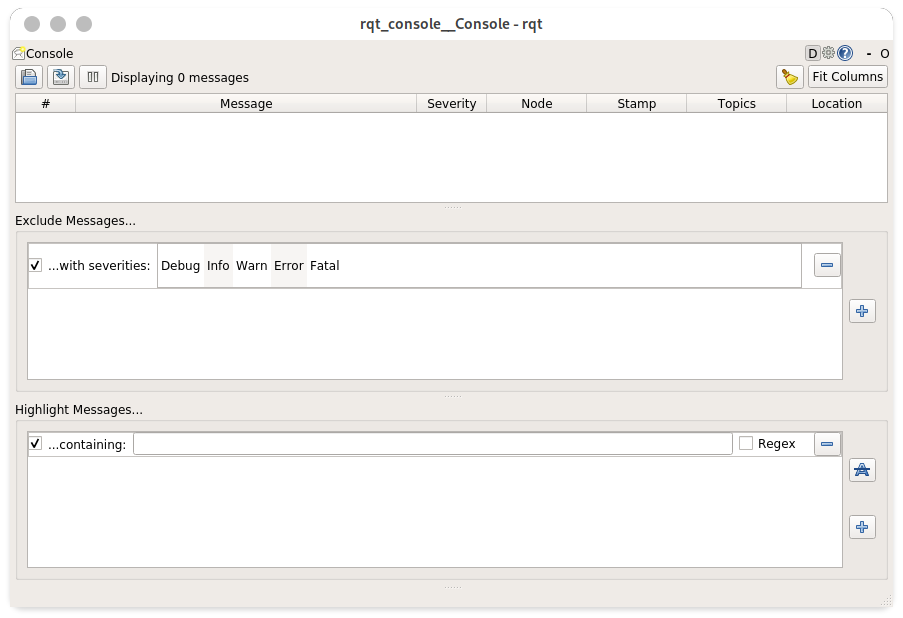 rqt_console__Console - rqt
Console D - O
Displaying 0 messages Fit Columns
# Message Severity Node Stamp Topics Location
Exclude Messages...
...with severities: Debug Info Warn Error Fatal
Highlight Messages...
...containing: Regex
A